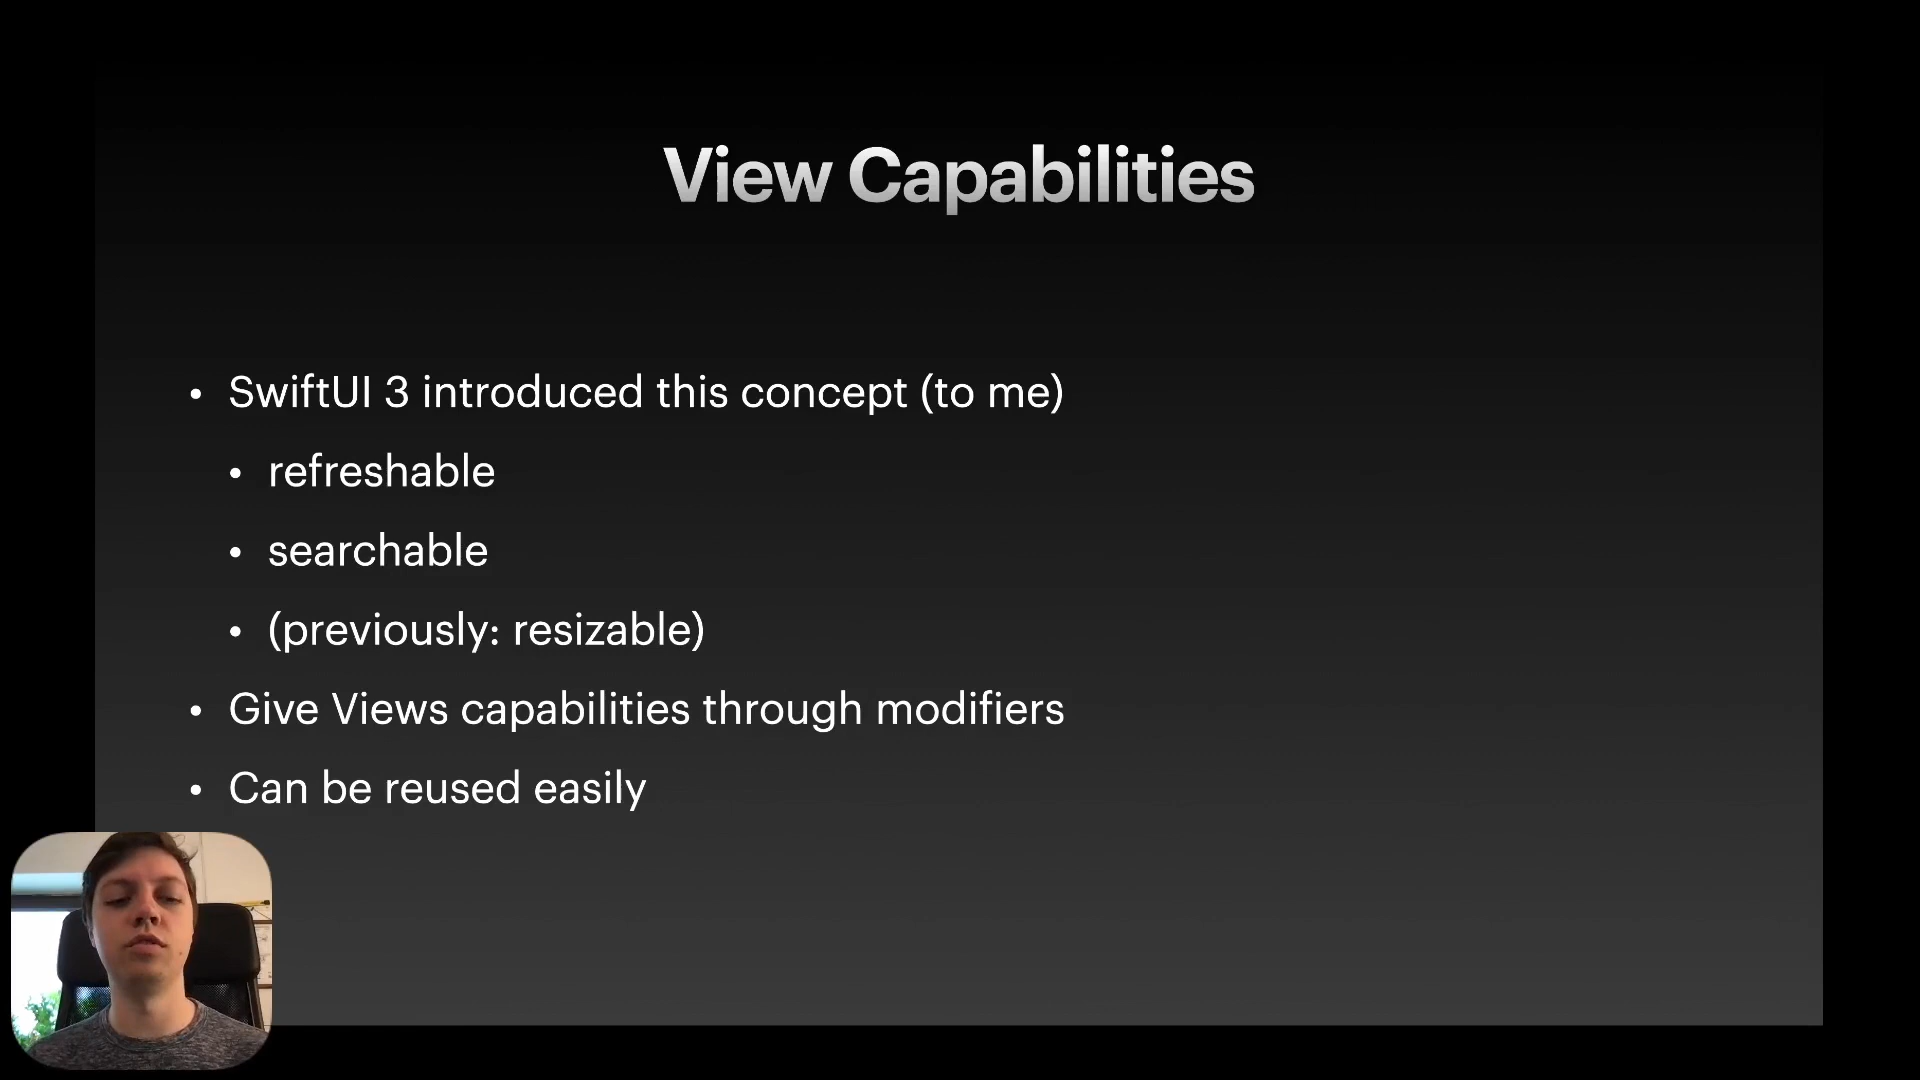 View Capabilities
• SwiftUI 3 introduced this concept (to me)
• refreshable
• searchable
• (previously: resizable)
• Give Views capabilities through modifiers
• Can be reused easily